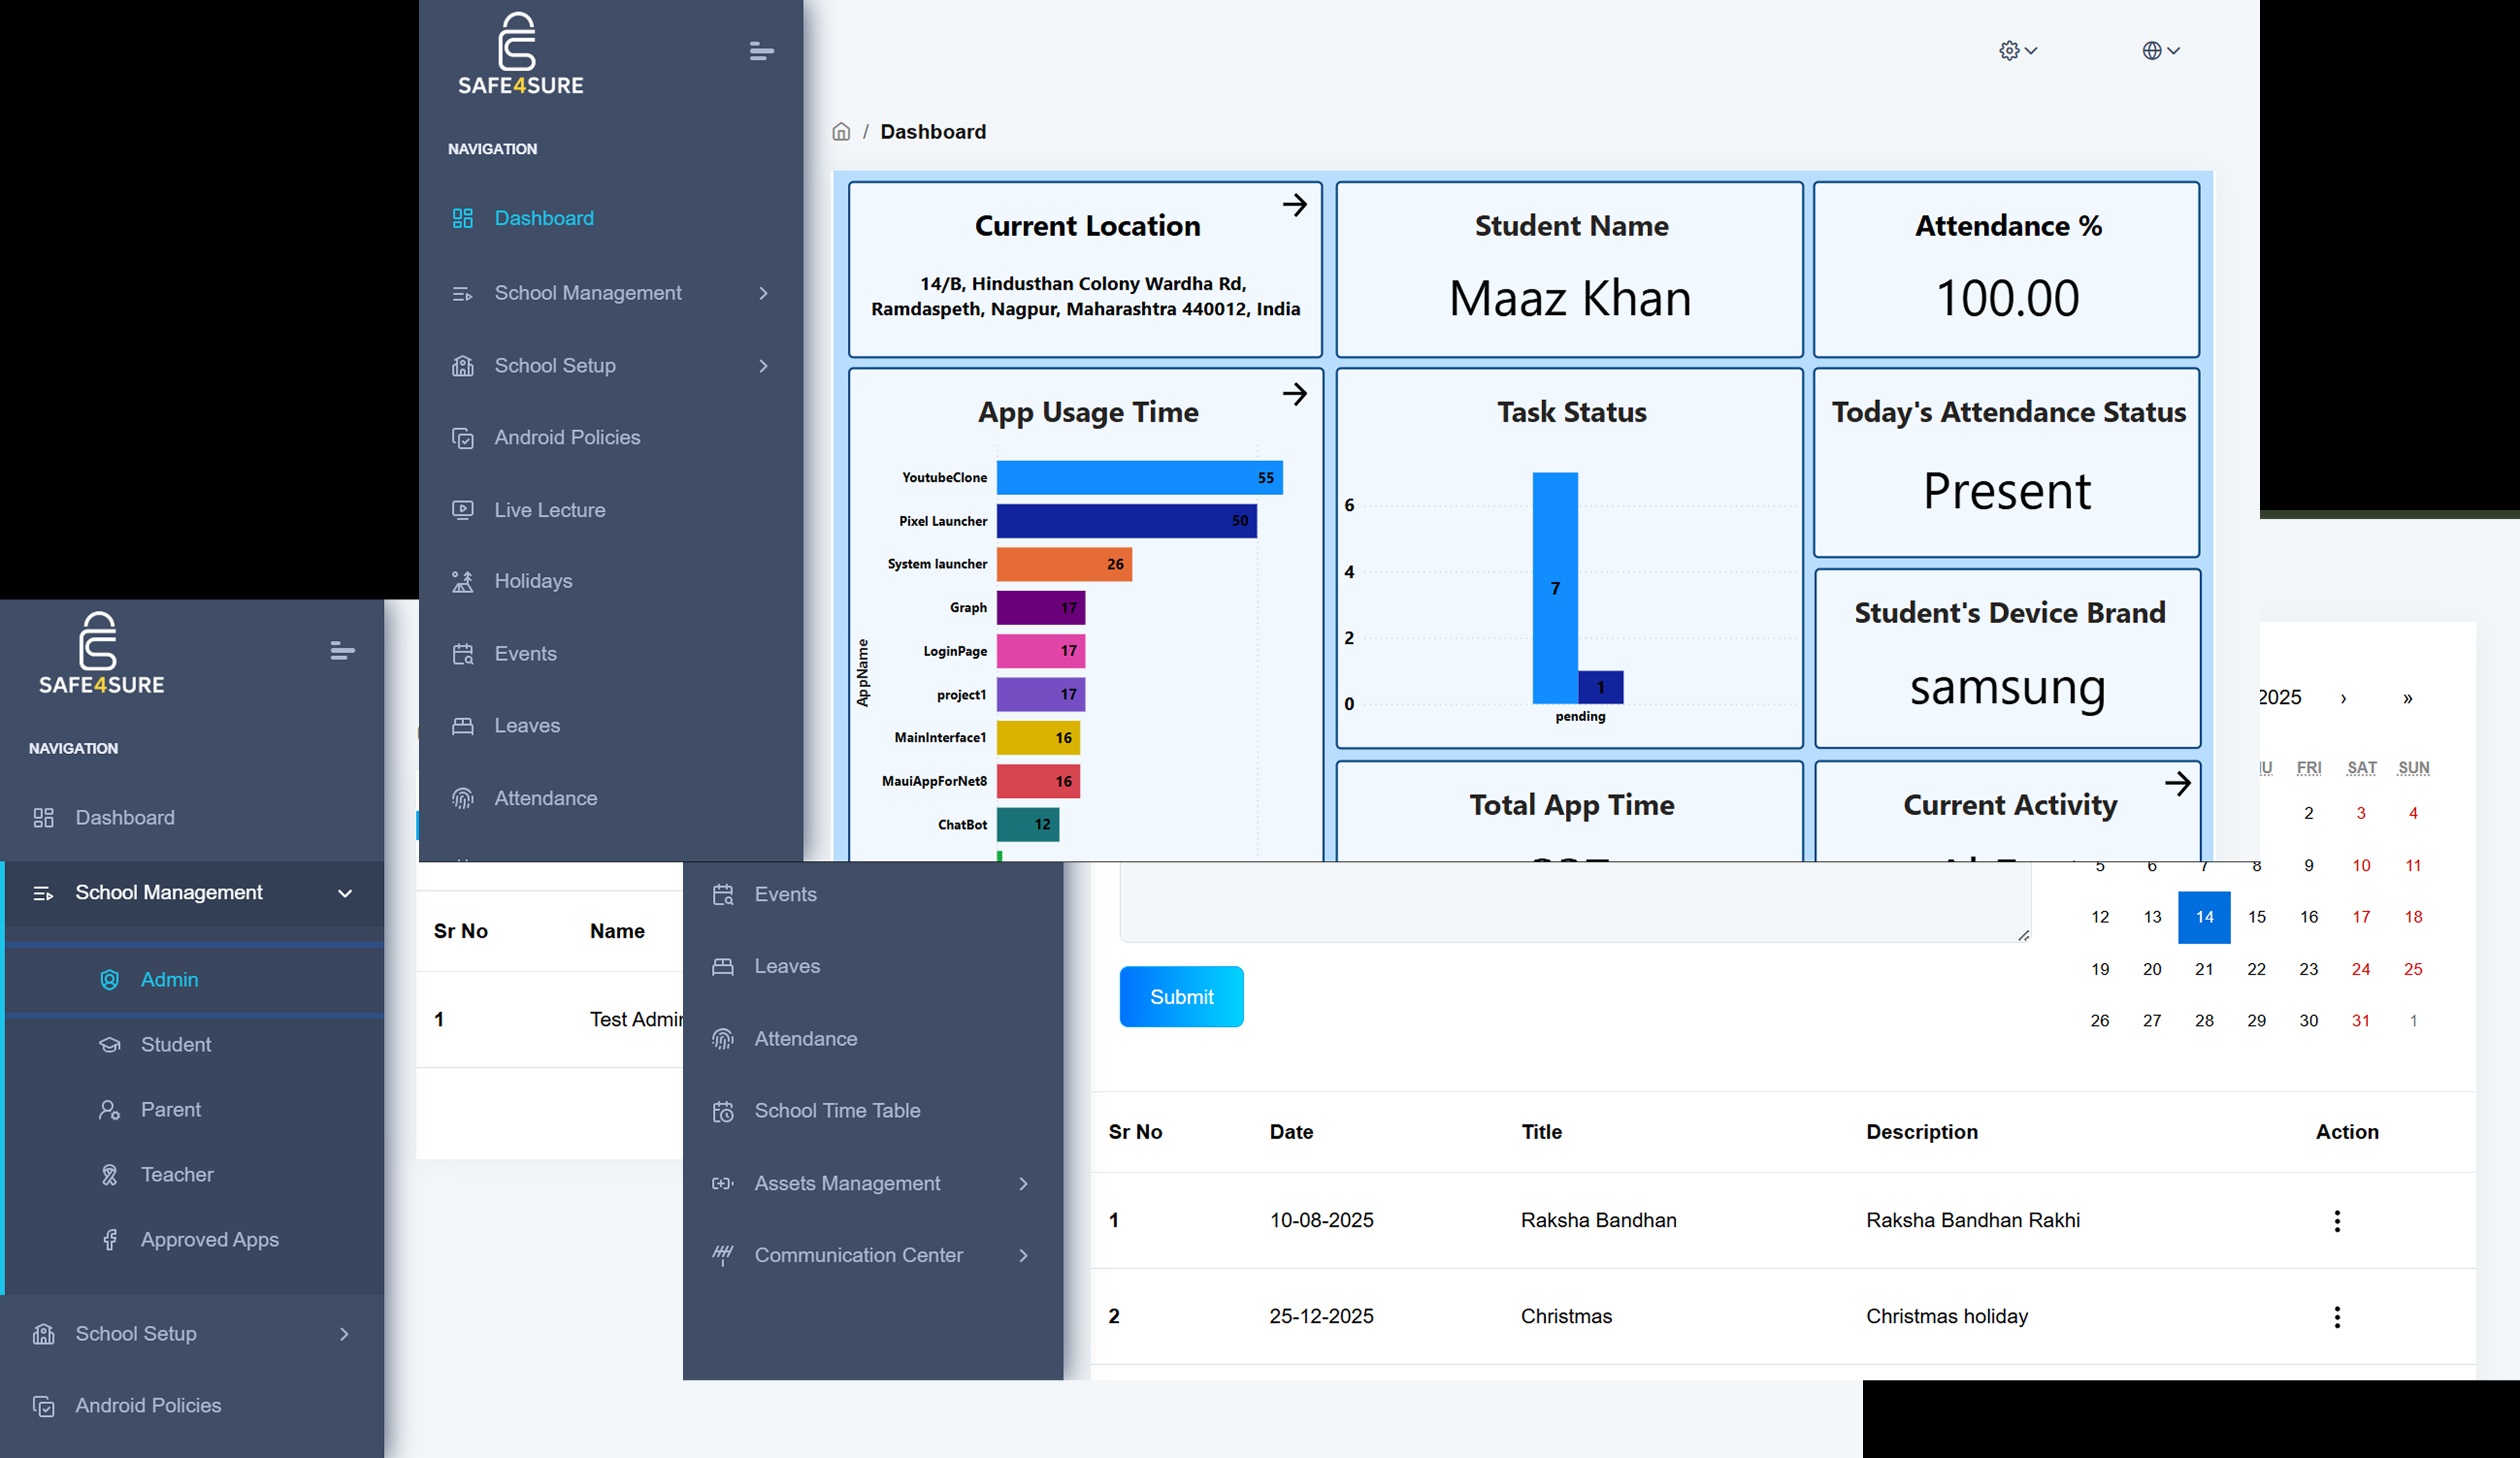 SAFE4SURE
NAVIGATION
Dashboard
School Management
School Setup
Android Policies
Live Lecture
Holidays
Events
Leaves
Attendance
/ Dashboard
Current Location
14/B, Hindusthan Colony Wardha Rd,
Ramdaspeth, Nagpur, Maharashtra 440012, India
Student Name
Maaz Khan
Attendance %
100.00
App Usage Time
AppName
YoutubeClone 55
Pixel Launcher 50
System launcher 26
Graph 17
LoginPage 17
project1 17
MainInterface1 16
MauiAppForNet8 16
ChatBot 12
Task Status
6
4
2
0
7
1
pending
Today's Attendance Status
Present
Student's Device Brand
samsung
Total App Time
Current Activity
SAFE4SURE
NAVIGATION
Dashboard
School Management
Admin
Student
Parent
Teacher
Approved Apps
School Setup
Android Policies
Sr No Name
1 Test Admin
Events
Leaves
Attendance
School Time Table
Assets Management
Communication Center
Submit
2025 › »
FRI SAT SUN
2 3 4
5 6 7 8 9 10 11
12 13 14 15 16 17 18
19 20 21 22 23 24 25
26 27 28 29 30 31 1
Sr No Date Title Description Action
1 10-08-2025 Raksha Bandhan Raksha Bandhan Rakhi
2 25-12-2025 Christmas Christmas holiday